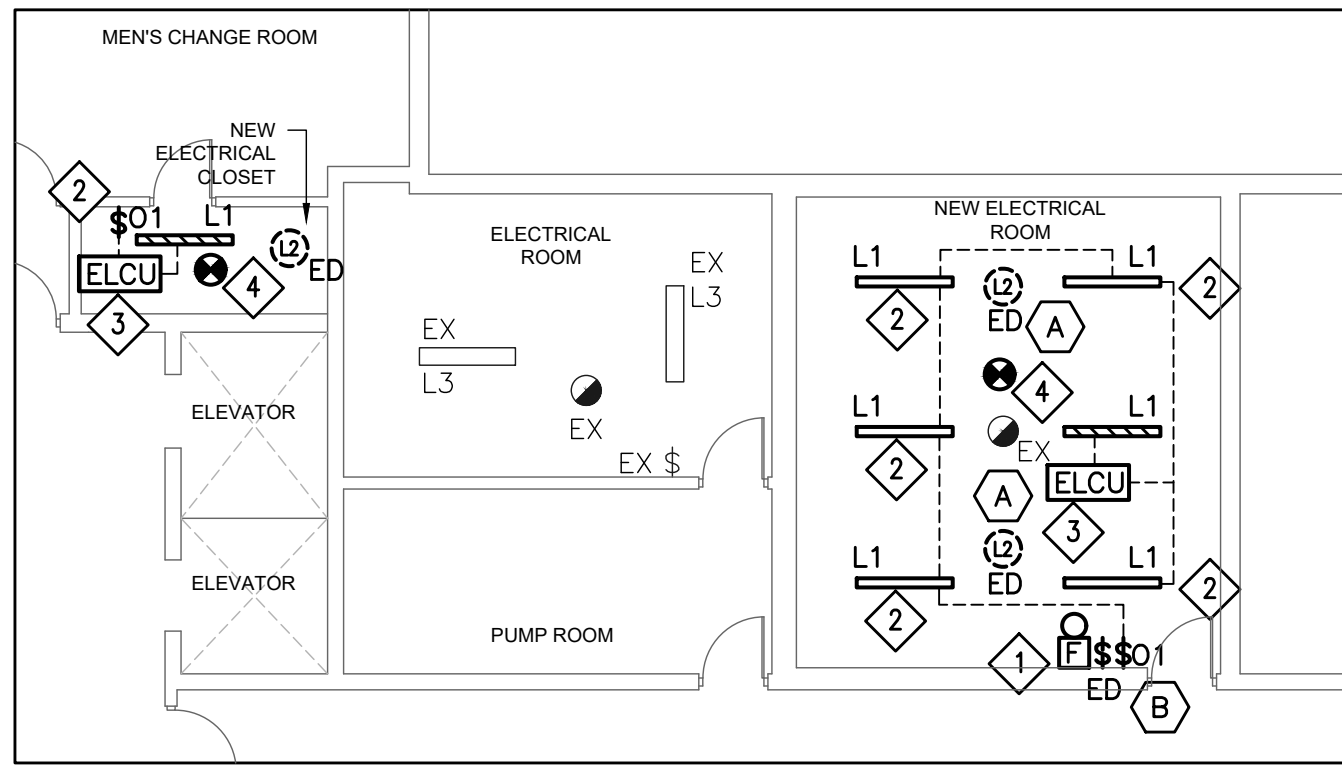 MEN'S CHANGE ROOM
NEW
ELECTRICAL
CLOSET
2
$O1
L1
L2
ED
ELCU
4
3
ELEVATOR
ELEVATOR
ELECTRICAL
ROOM
EX
L3
EX
L3
EX
EX $
PUMP ROOM
NEW ELECTRICAL
ROOM
L1
L1
2
L2
ED
2
A
4
L1
L1
EX
2
A
ELCU
3
L2
ED
L1
L1
2
2
1
F
$
$O1
ED
B